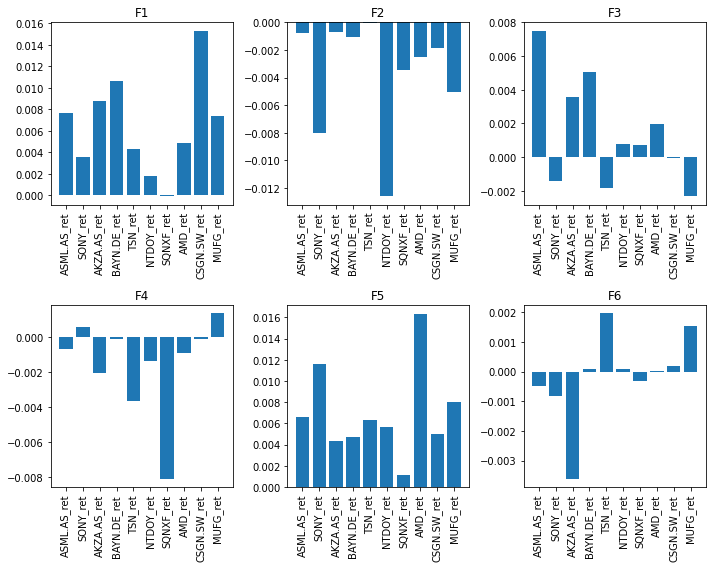 F1
0.016
0.014
0.012
0.010
0.008
0.006
0.004
0.002
0.000
ASML.AS_ret
SONY_ret
AKZA.AS_ret
BAYN.DE_ret
TSN_ret
NTDOY_ret
SQNXF_ret
AMD_ret
CSGN.SW_ret
MUFG_ret
F2
0.000
−0.002
−0.004
−0.006
−0.008
−0.010
−0.012
ASML.AS_ret
SONY_ret
AKZA.AS_ret
BAYN.DE_ret
TSN_ret
NTDOY_ret
SQNXF_ret
AMD_ret
CSGN.SW_ret
MUFG_ret
F3
0.008
0.006
0.004
0.002
0.000
−0.002
ASML.AS_ret
SONY_ret
AKZA.AS_ret
BAYN.DE_ret
TSN_ret
NTDOY_ret
SQNXF_ret
AMD_ret
CSGN.SW_ret
MUFG_ret
F4
0.000
−0.002
−0.004
−0.006
−0.008
ASML.AS_ret
SONY_ret
AKZA.AS_ret
BAYN.DE_ret
TSN_ret
NTDOY_ret
SQNXF_ret
AMD_ret
CSGN.SW_ret
MUFG_ret
F5
0.016
0.014
0.012
0.010
0.008
0.006
0.004
0.002
0.000
ASML.AS_ret
SONY_ret
AKZA.AS_ret
BAYN.DE_ret
TSN_ret
NTDOY_ret
SQNXF_ret
AMD_ret
CSGN.SW_ret
MUFG_ret
F6
0.002
0.001
0.000
−0.001
−0.002
−0.003
ASML.AS_ret
SONY_ret
AKZA.AS_ret
BAYN.DE_ret
TSN_ret
NTDOY_ret
SQNXF_ret
AMD_ret
CSGN.SW_ret
MUFG_ret